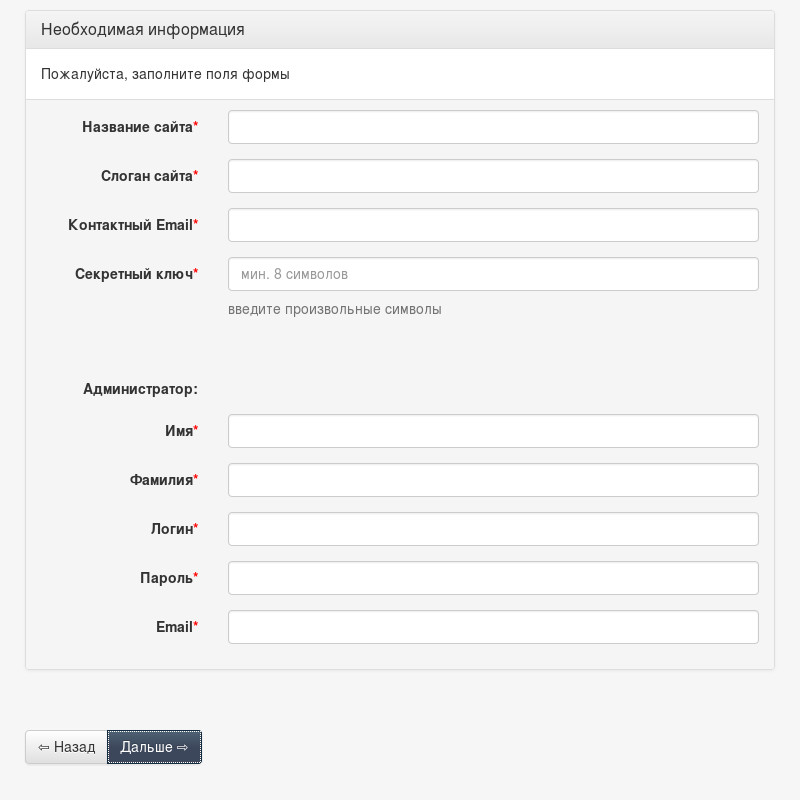 Необходимая информация
Пожалуйста, заполните поля формы
Название сайта*
Слоган сайта*
Контактный Email*
Секретный ключ*
мин. 8 символов
введите произвольные символы
Администратор:
Имя*
Фамилия*
Логин*
Пароль*
Email*
⇦ Назад
Дальше ⇨